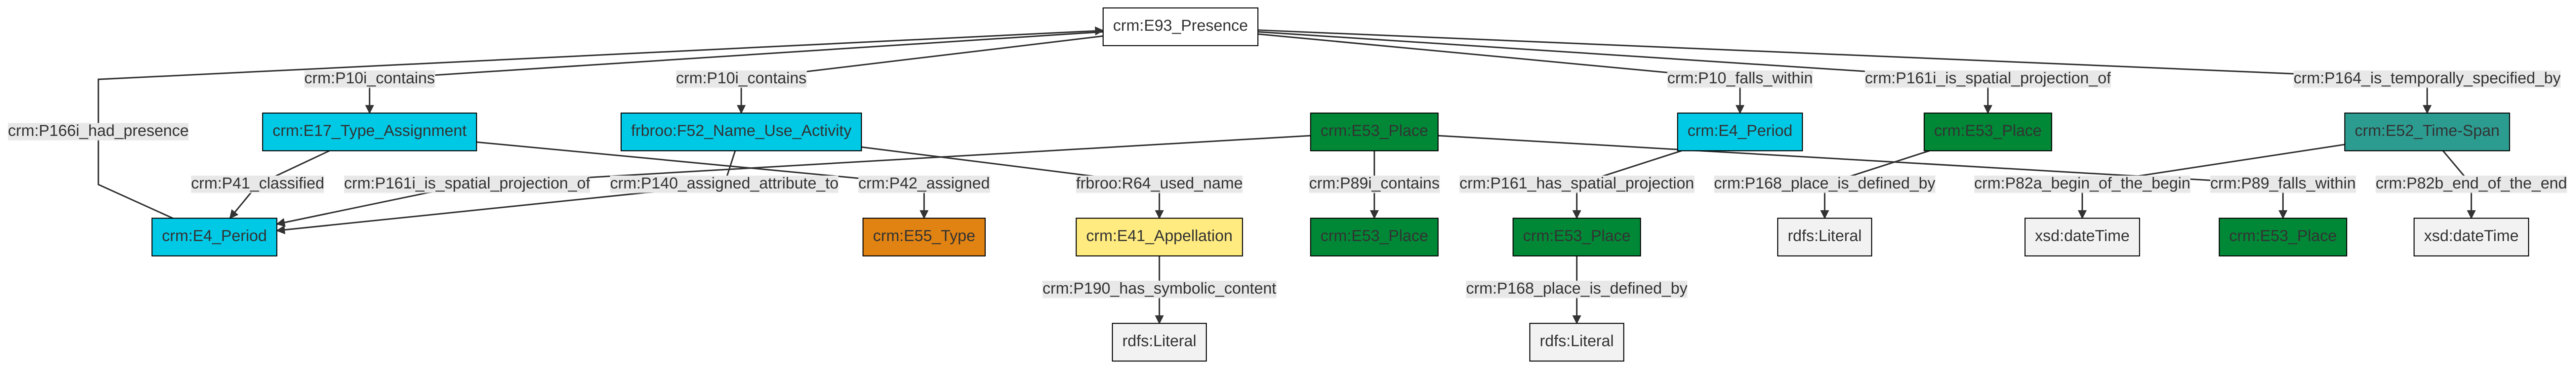 crm:E93_Presence
crm:P10i_contains
crm:P10i_contains
crm:P10_falls_within
crm:P161i_is_spatial_projection_of
crm:P164_is_temporally_specified_by
crm:P166i_had_presence
crm:E17_Type_Assignment
frbroo:F52_Name_Use_Activity
crm:E53_Place
crm:E4_Period
crm:E53_Place
crm:E52_Time-Span
crm:P41_classified
crm:P161i_is_spatial_projection_of
crm:P140_assigned_attribute_to
crm:P42_assigned
frbroo:R64_used_name
crm:P89i_contains
crm:P161_has_spatial_projection
crm:P168_place_is_defined_by
crm:P82a_begin_of_the_begin
crm:P89_falls_within
crm:P82b_end_of_the_end
crm:E4_Period
crm:E55_Type
crm:E41_Appellation
crm:E53_Place
crm:E53_Place
rdfs:Literal
xsd:dateTime
crm:E53_Place
xsd:dateTime
crm:P190_has_symbolic_content
crm:P168_place_is_defined_by
rdfs:Literal
rdfs:Literal